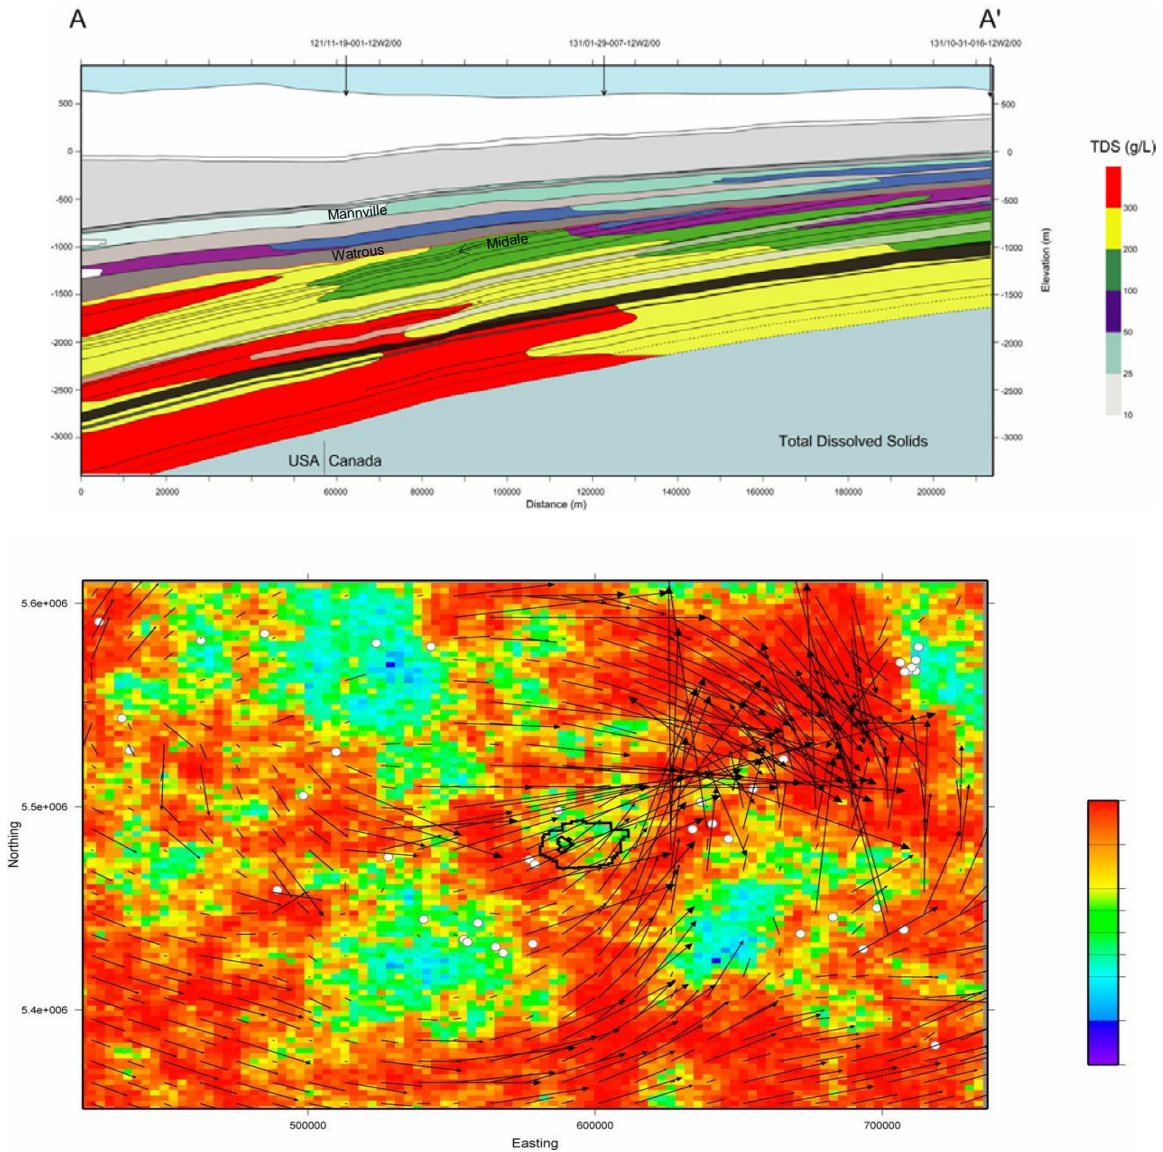 A A'
121/11-19-001-12W2/00 131/01-29-007-12W2/00 131/10-31-016-12W2/00
500 500
0 0
-500 -500
-1000 -1000
-1500 -1500
-2000 -2000
-2500 -2500
-3000 -3000
Elevation (m)
Mannville
Watrous
Midale
USA Canada
Total Dissolved Solids
0 20000 40000 60000 80000 100000 120000 140000 160000 180000 200000
Distance (m)
TDS (g/L)
300
200
100
50
25
10
5.6e+006
5.5e+006
5.4e+006
Northing
500000 600000 700000
Easting